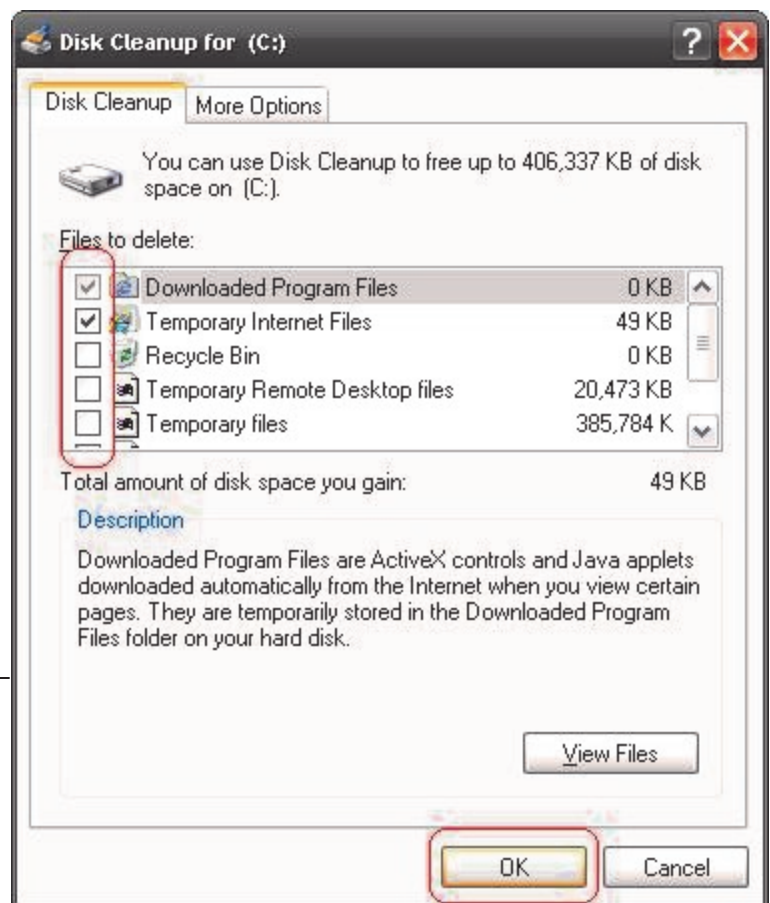 Disk Cleanup for (C:)
?
Disk Cleanup
More Options
You can use Disk Cleanup to free up to 406,337 KB of disk
space on (C:).
Files to delete:
Downloaded Program Files 0 KB
Temporary Internet Files 49 KB
Recycle Bin 0 KB
Temporary Remote Desktop files 20,473 KB
Temporary files 385,784 K
Total amount of disk space you gain: 49 KB
Description
Downloaded Program Files are ActiveX controls and Java applets
downloaded automatically from the Internet when you view certain
pages. They are temporarily stored in the Downloaded Program
Files folder on your hard disk.
View Files
OK
Cancel